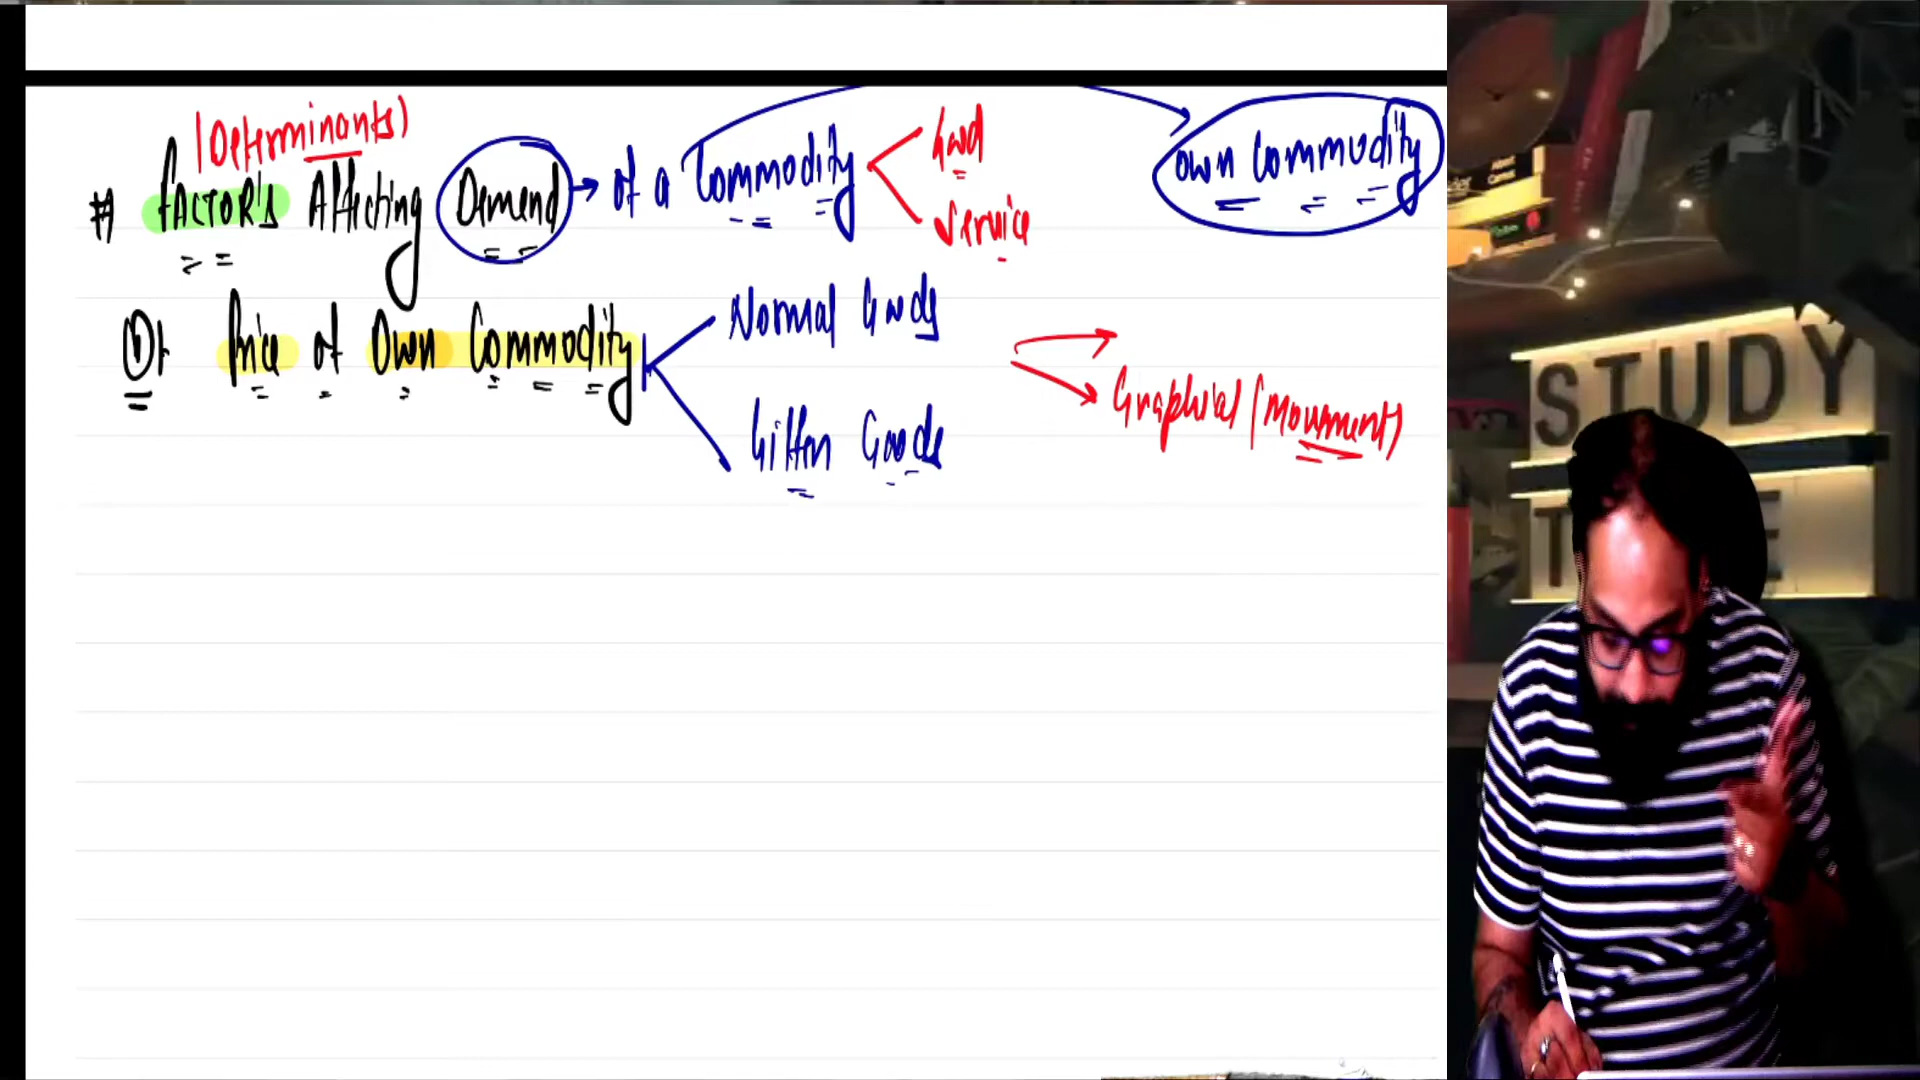 (Determinants)
# FACTOR'S Affecting Demand → of a Commodity
Good
Service
Own Commodity
①: Price of Own Commodity
Normal Goods
Giffen Goods
Graphical (Movement)
STUDY